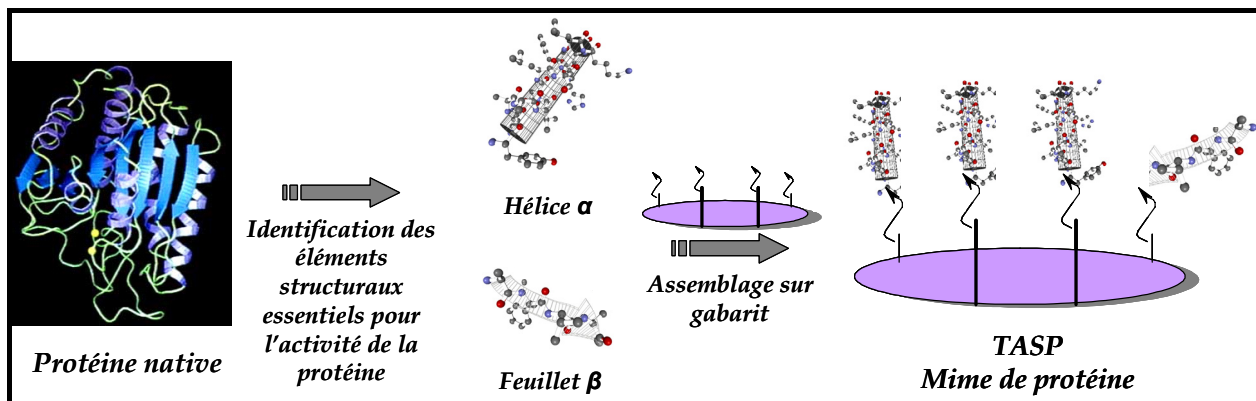 Protéine native
Identification des
éléments
structuraux
essentiels pour
l'activité de la
protéine
Hélice α
Feuillet β
Assemblage sur
gabarit
TASP
Mime de protéine